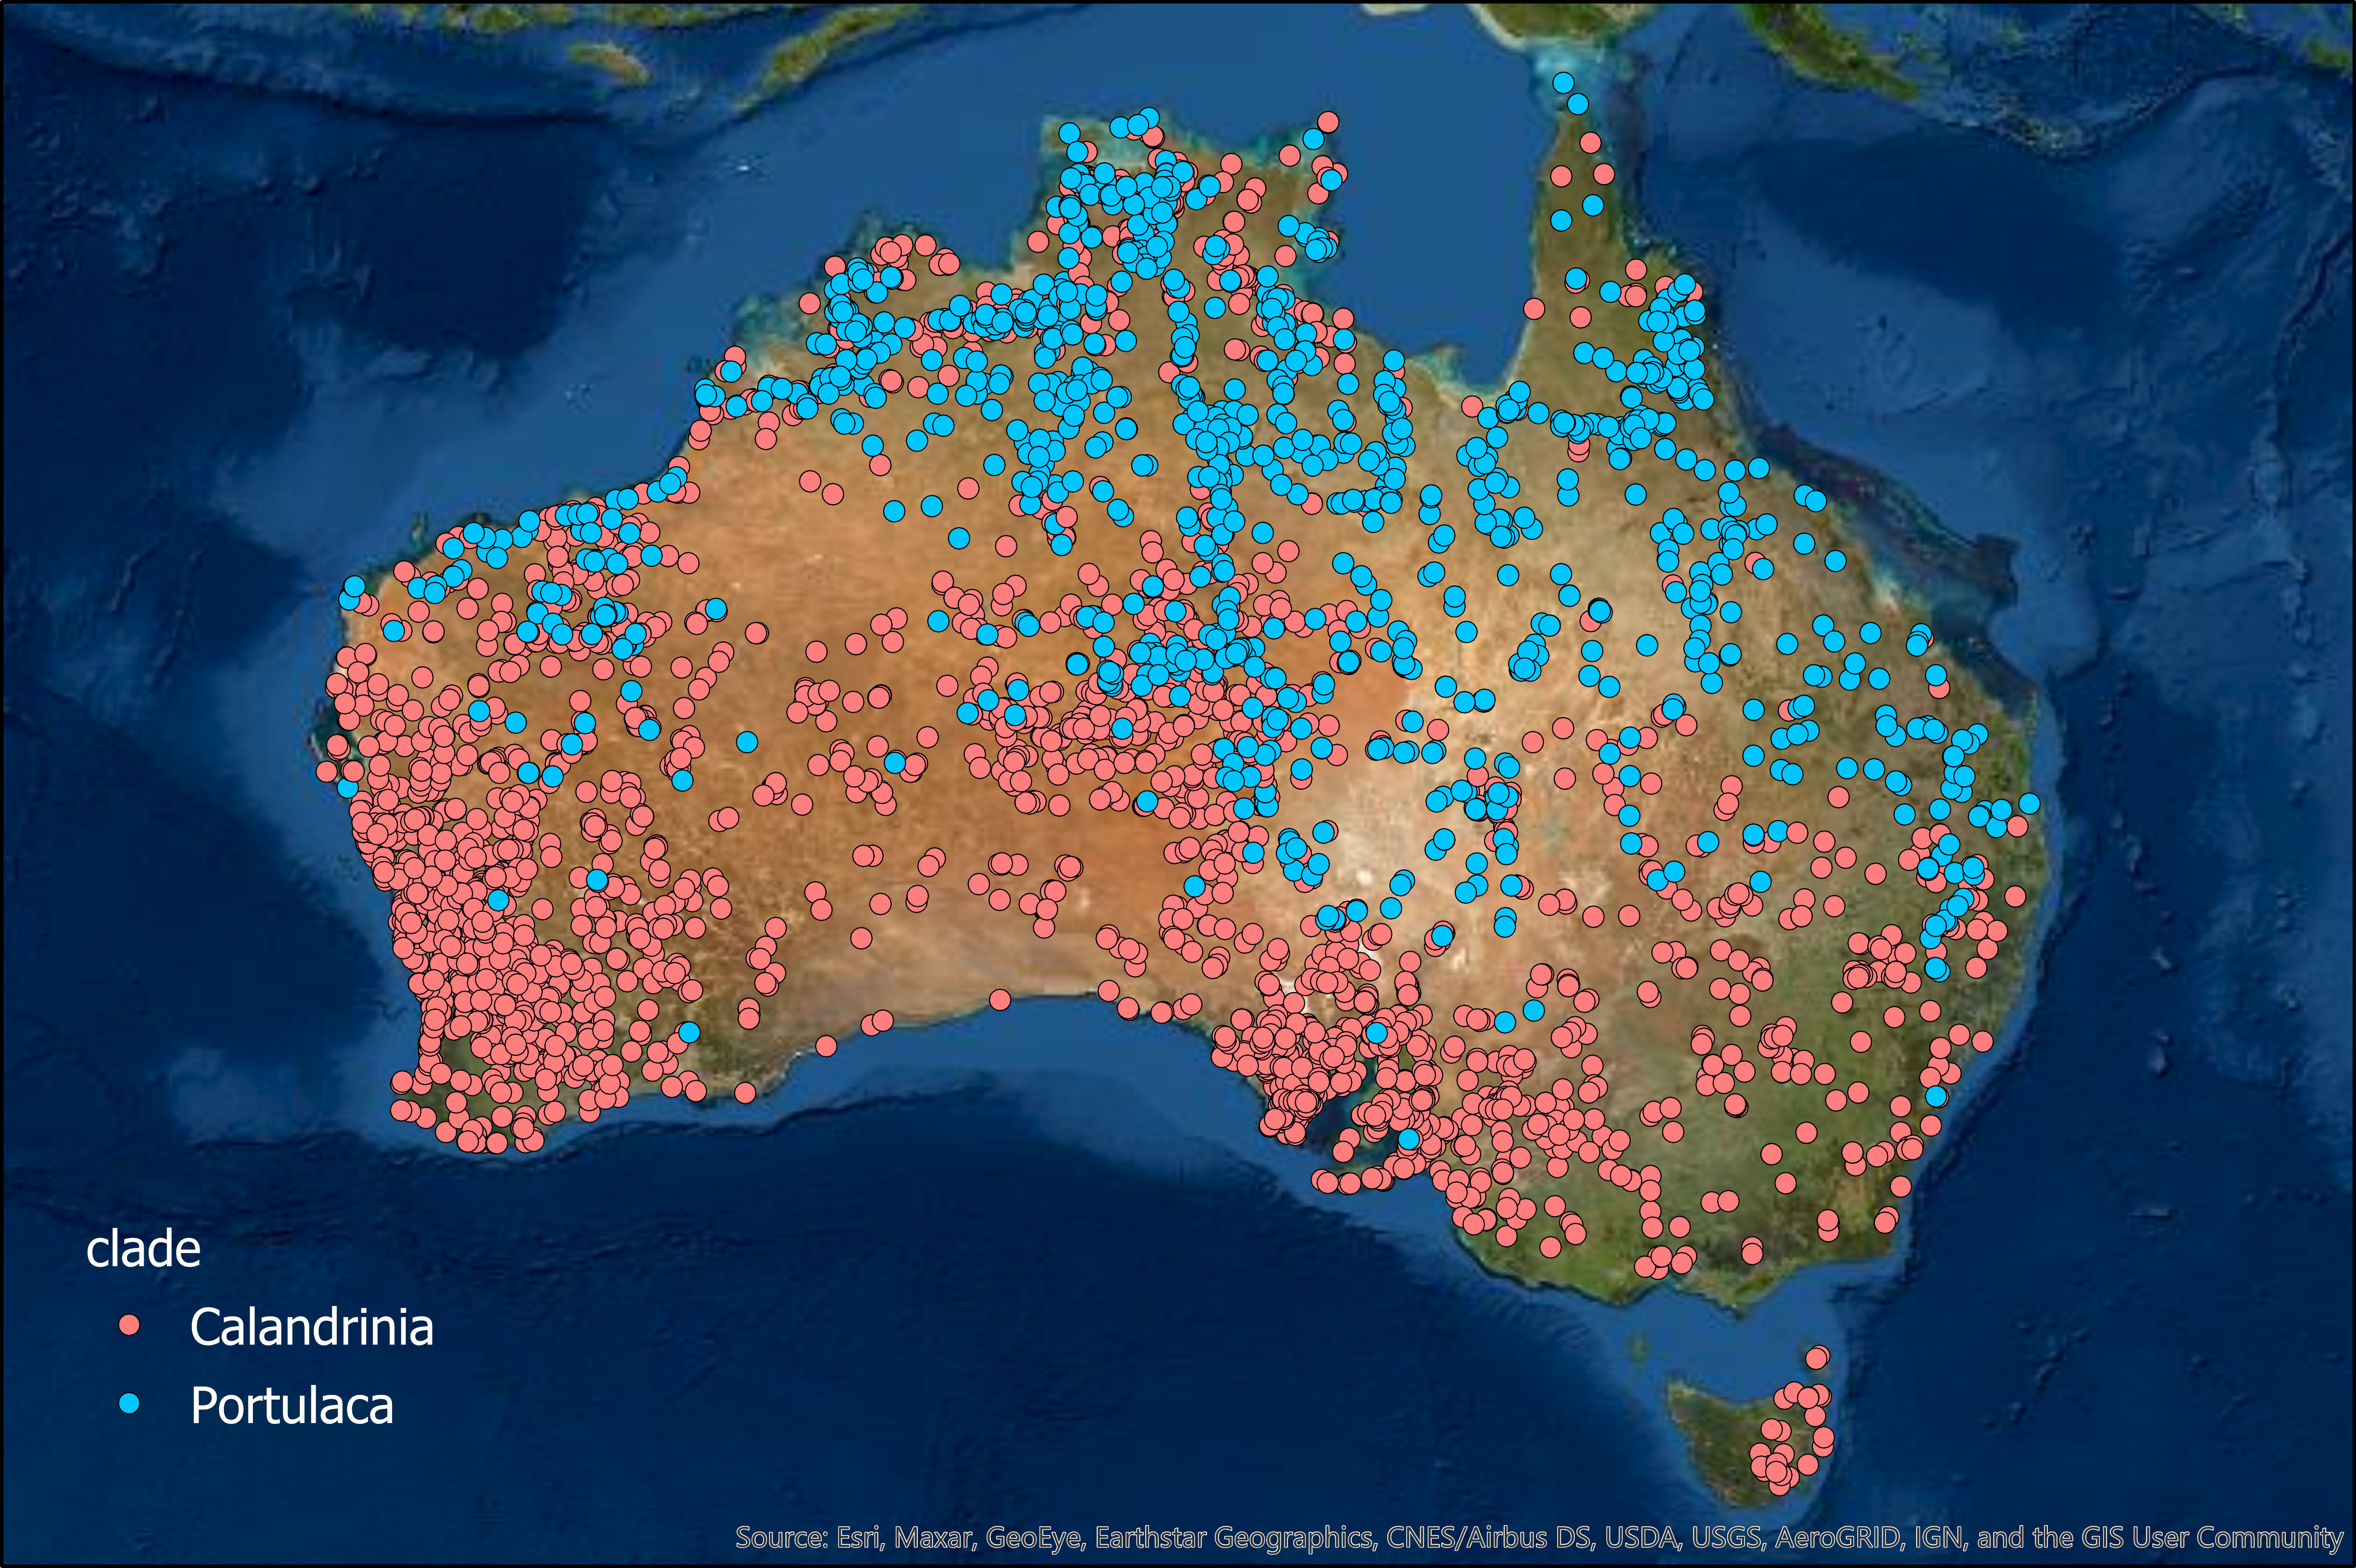 clade
Calandrinia
Portulaca
Source: Esri, Maxar, GeoEye, Earthstar Geographics, CNES/Airbus DS, USDA, USGS, AeroGRID, IGN, and the GIS User Community